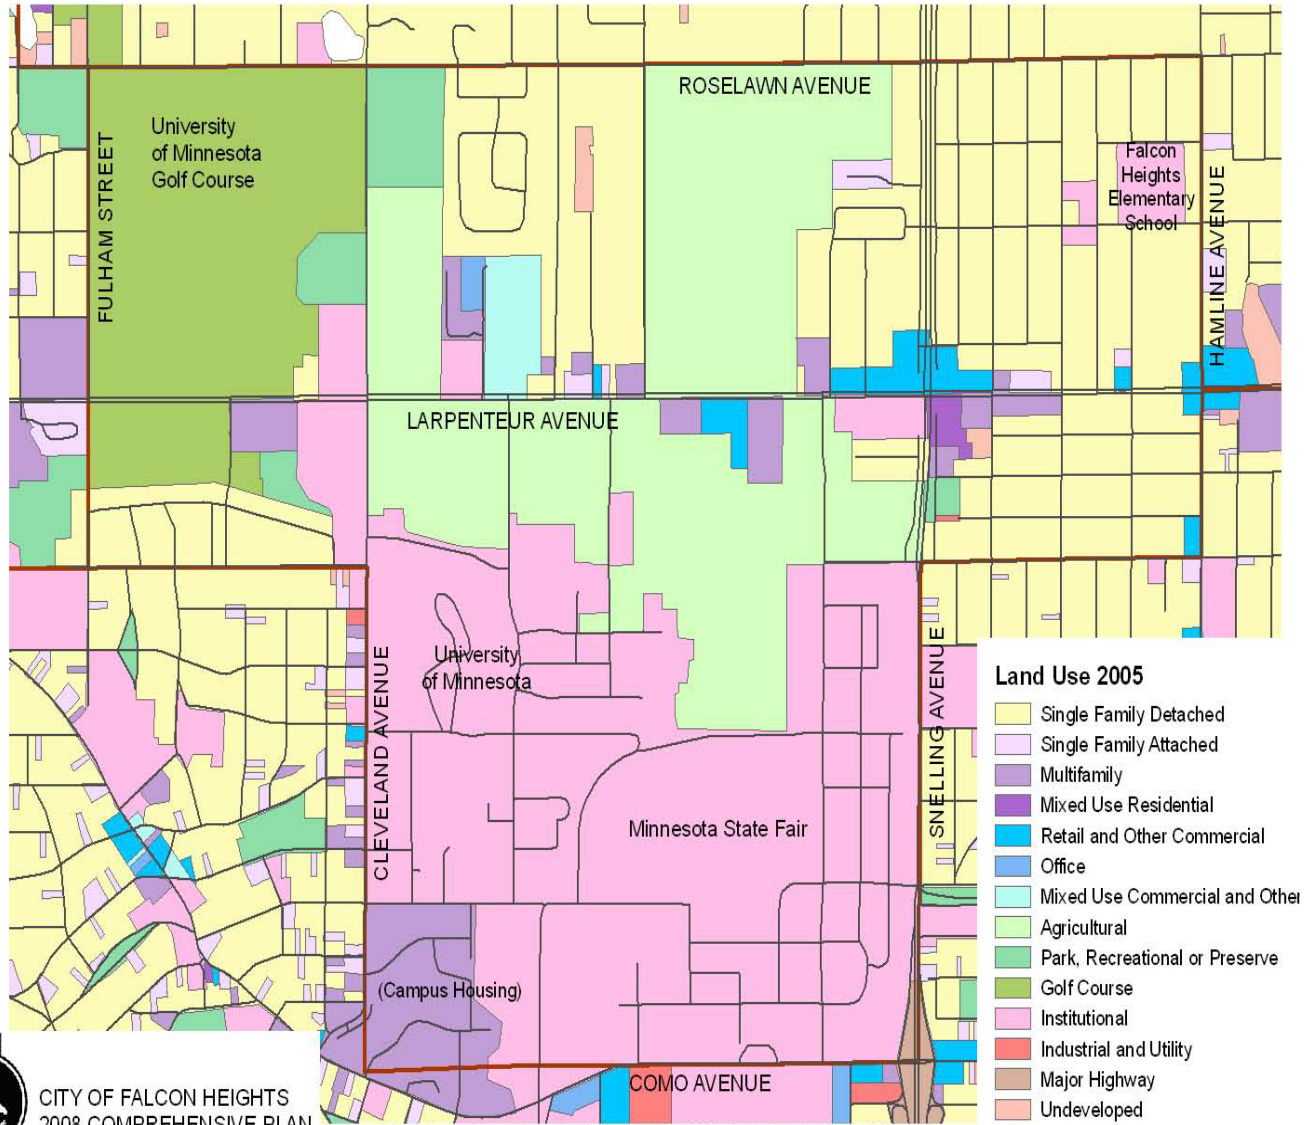 ROSELAWN AVENUE
University
of Minnesota
Golf Course
FULHAM STREET
Falcon
Heights
Elementary
School
HAMLINE AVENUE
LARPENTEUR AVENUE
University
of Minnesota
CLEVELAND AVENUE
SNELLING AVENUE
Minnesota State Fair
(Campus Housing)
COMO AVENUE
Land Use 2005
Single Family Detached
Single Family Attached
Multifamily
Mixed Use Residential
Retail and Other Commercial
Office
Mixed Use Commercial and Other
Agricultural
Park, Recreational or Preserve
Golf Course
Institutional
Industrial and Utility
Major Highway
Undeveloped
CITY OF FALCON HEIGHTS
2008 COMPREHENSIVE PLAN